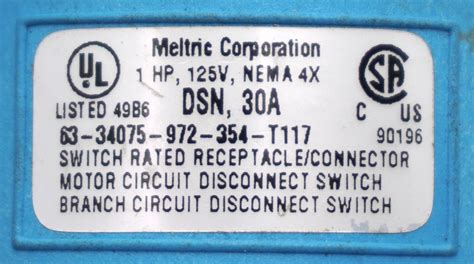 Meltric Corporation
UL
1 HP, 125V, NEMA 4X
SA
LISTED 49B6
DSN, 30A
C US
63-34075-972-354-T117
90196
SWITCH RATED RECEPTACLE/CONNECTOR
MOTOR CIRCUIT DISCONNECT SWITCH
BRANCH CIRCUIT DISCONNECT SWITCH